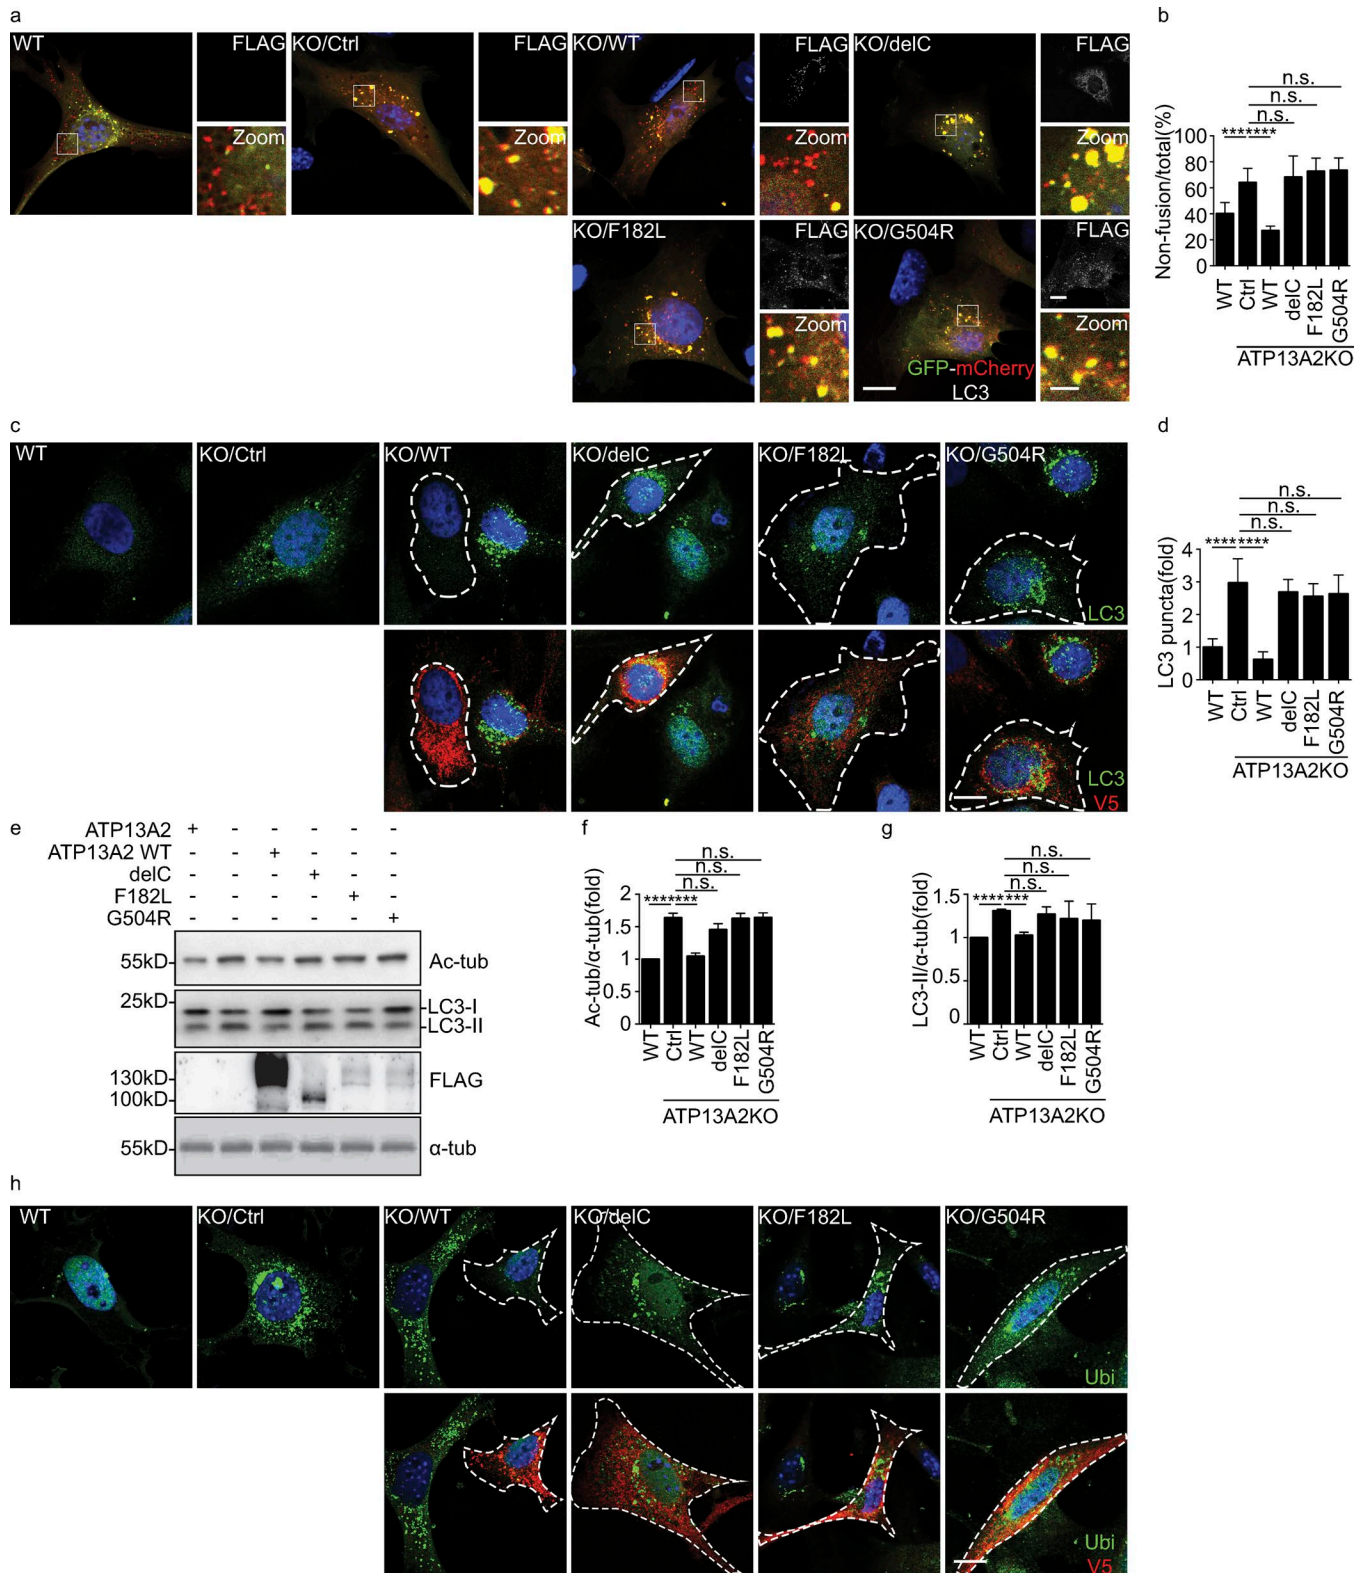 a
WT
FLAG
Zoom
KO/Ctrl
FLAG
Zoom
KO/WT
FLAG
Zoom
KO/delC
FLAG
Zoom
KO/F182L
FLAG
Zoom
KO/G504R
FLAG
Zoom
GFP-mCherry
LC3
b
n.s.
n.s.
n.s.
*******
Non-fusion/total(%)
100
80
60
40
20
0
WT
Ctrl
WT
delC
F182L
G504R
ATP13A2KO
c
WT
KO/Ctrl
KO/WT
KO/delC
KO/F182L
KO/G504R
LC3
LC3
V5
d
n.s.
n.s.
n.s.
********
LC3 puncta(fold)
4
3
2
1
0
WT
Ctrl
WT
delC
F182L
G504R
ATP13A2KO
e
ATP13A2 + - - - - -
ATP13A2 WT - - + - - -
delC - - - + - -
F182L - - - - + -
G504R - - - - - +
55kD- Ac-tub
25kD- -LC3-I
-LC3-II
130kD- FLAG
100kD-
55kD- α-tub
f
n.s.
n.s.
n.s.
*******
Ac-tub/α-tub(fold)
2
1.5
1
0.5
0
WT
Ctrl
WT
delC
F182L
G504R
ATP13A2KO
g
n.s.
n.s.
n.s.
*******
LC3-II/α-tub(fold)
1.5
1
0.5
0
WT
Ctrl
WT
delC
F182L
G504R
ATP13A2KO
h
WT
KO/Ctrl
KO/WT
KO/delC
KO/F182L
KO/G504R
Ubi
Ubi
V5